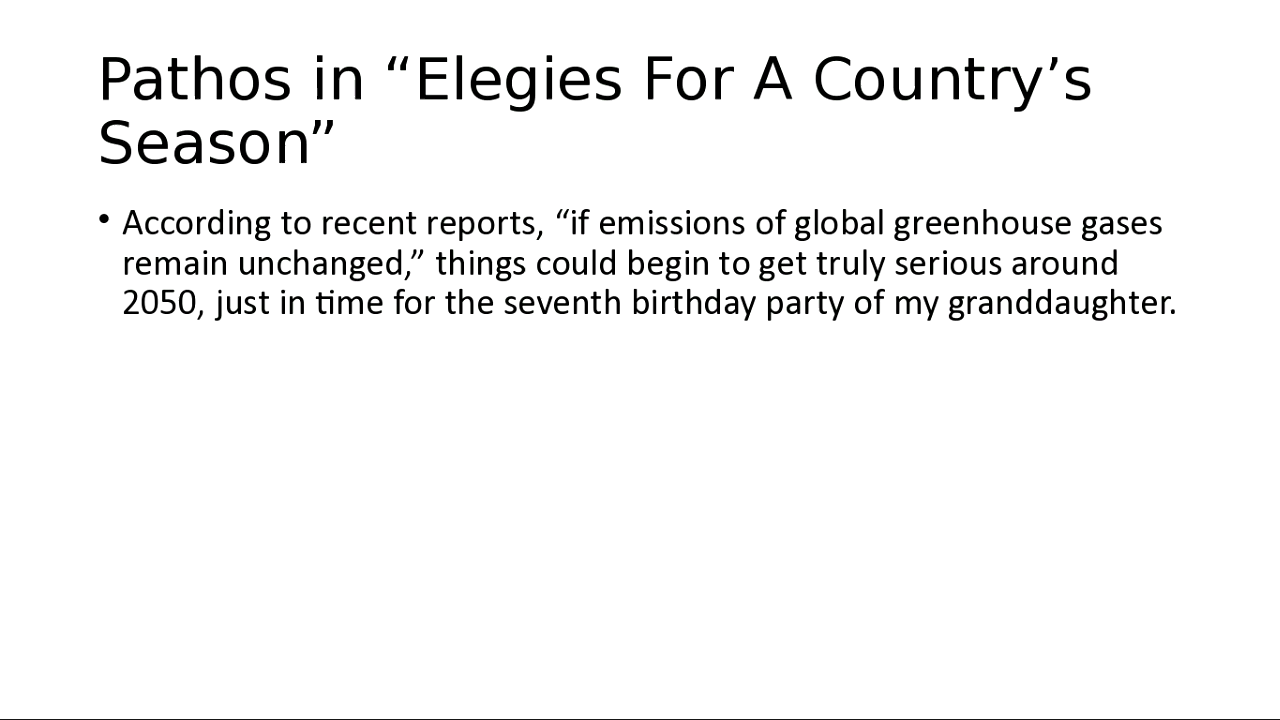 Pathos in “Elegies For A Country’s
Season”
• According to recent reports, “if emissions of global greenhouse gases
remain unchanged,” things could begin to get truly serious around
2050, just in time for the seventh birthday party of my granddaughter.